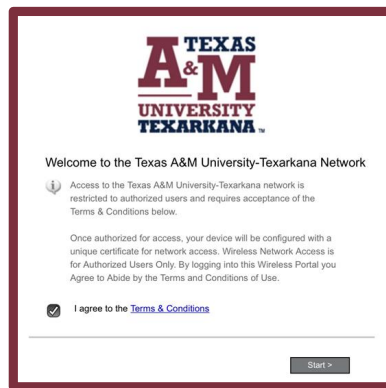 TEXAS
A&M
UNIVERSITY
TEXARKANA ™
Welcome to the Texas A&M University-Texarkana Network
Access to the Texas A&M University-Texarkana network is
restricted to authorized users and requires acceptance of the
Terms & Conditions below.
Once authorized for access, your device will be configured with a
unique certificate for network access. Wireless Network Access is
for Authorized Users Only. By logging into this Wireless Portal you
Agree to Abide by the Terms and Conditions of Use.
I agree to the Terms & Conditions
Start >